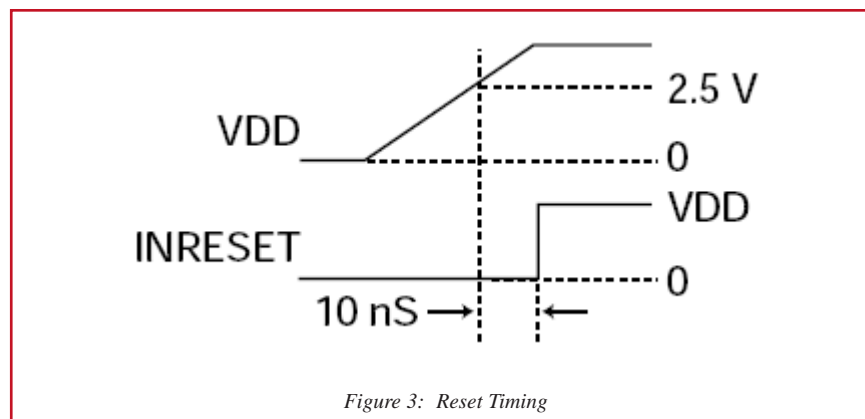 2.5 V
VDD
0
VDD
INRESET
0
10 nS
Figure 3: Reset Timing